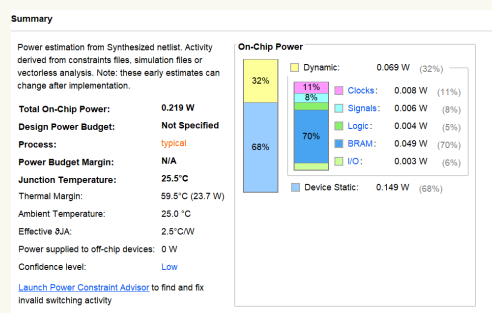 Summary
Power estimation from Synthesized netlist. Activity
derived from constraints files, simulation files or
vectorless analysis. Note: these early estimates can
change after implementation.
Total On-Chip Power: 0.219 W
Design Power Budget: Not Specified
Process: typical
Power Budget Margin: N/A
Junction Temperature: 25.5°C
Thermal Margin: 59.5°C (23.7 W)
Ambient Temperature: 25.0 °C
Effective ϑJA: 2.5°C/W
Power supplied to off-chip devices: 0 W
Confidence level: Low
Launch Power Constraint Advisor to find and fix
invalid switching activity
On-Chip Power
32%
68%
Dynamic: 0.069 W (32%)
11%
8%
70%
Clocks: 0.008 W (11%)
Signals: 0.006 W (8%)
Logic: 0.004 W (5%)
BRAM: 0.049 W (70%)
I/O: 0.003 W (6%)
Device Static: 0.149 W (68%)